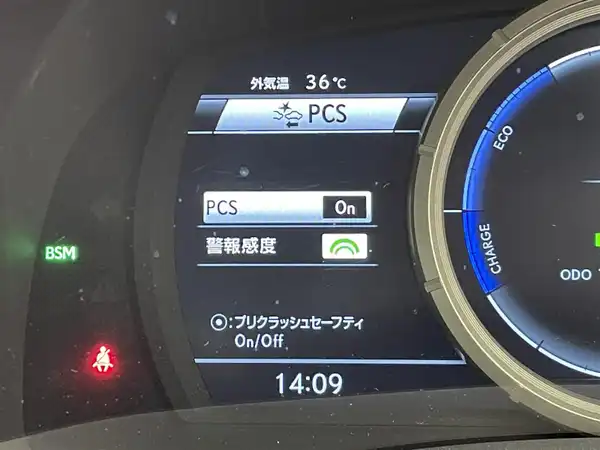 外気温 36℃
PCS
PCS On
警報感度
BSM
◉:プリクラッシュセーフティ
On/Off
14:09
ECO
CHARGE
ODO